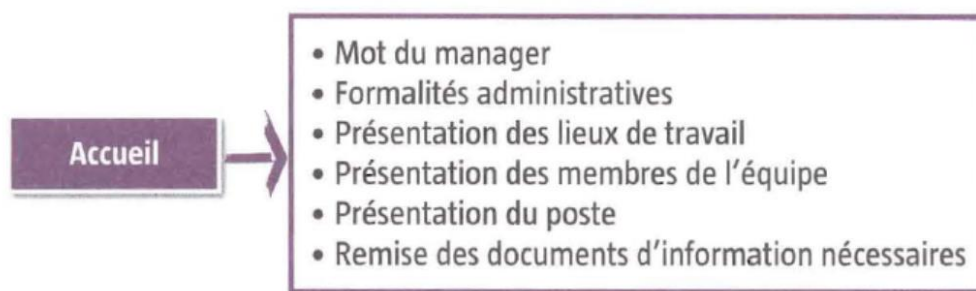 Accueil
• Mot du manager
• Formalités administratives
• Présentation des lieux de travail
• Présentation des membres de l'équipe
• Présentation du poste
• Remise des documents d'information nécessaires